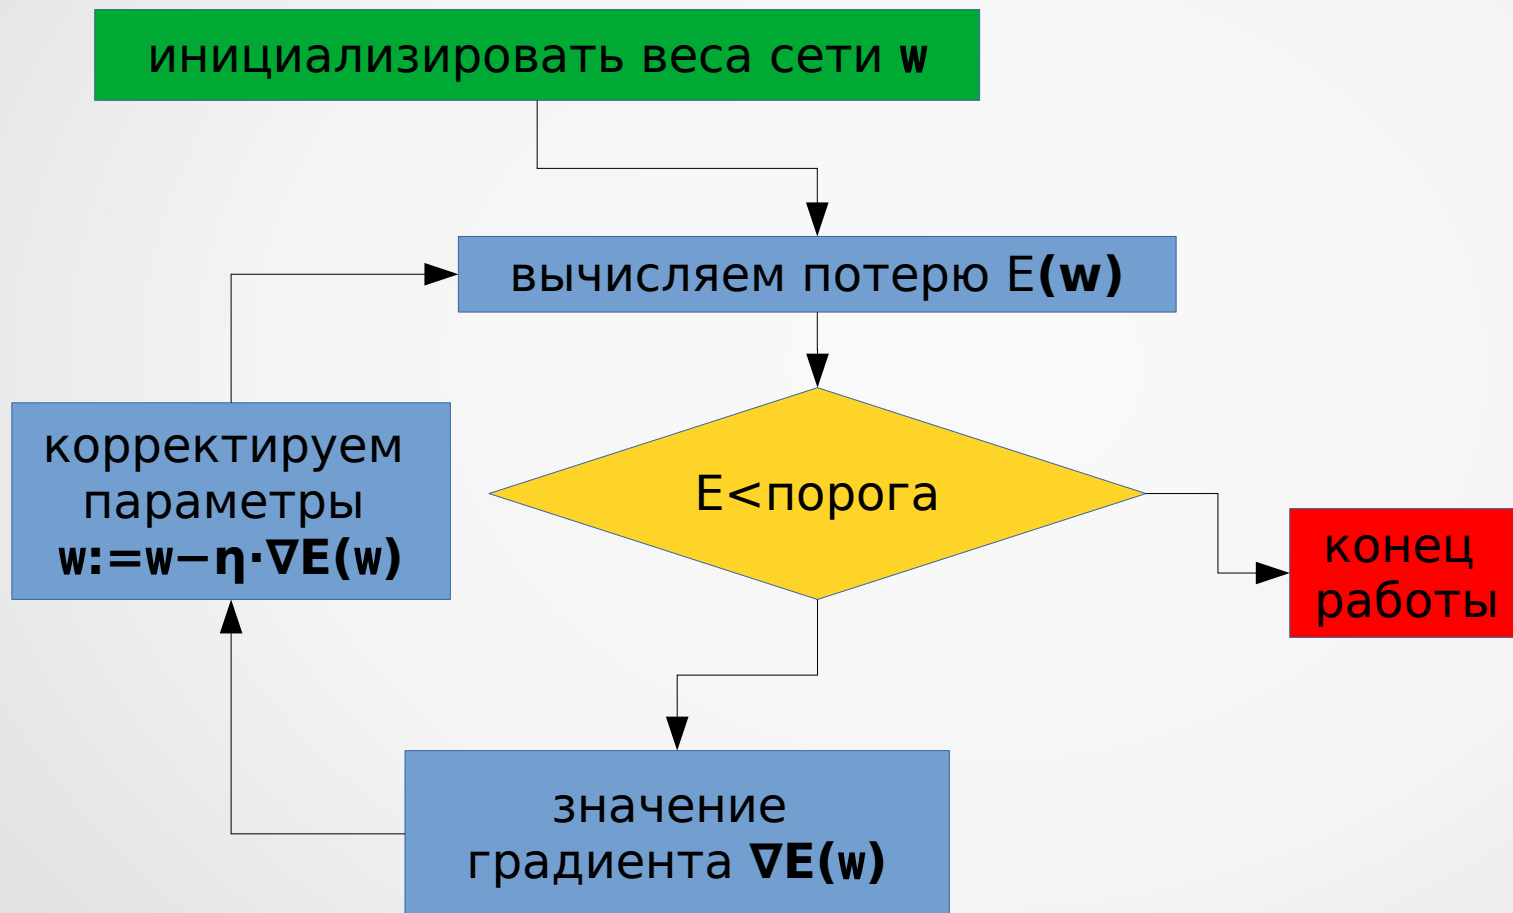 инициализировать веса сети w
вычисляем потерю E(w)
корректируем
параметры
w:=w−η·∇E(w)
E<порога
конец
работы
значение
градиента ∇E(w)